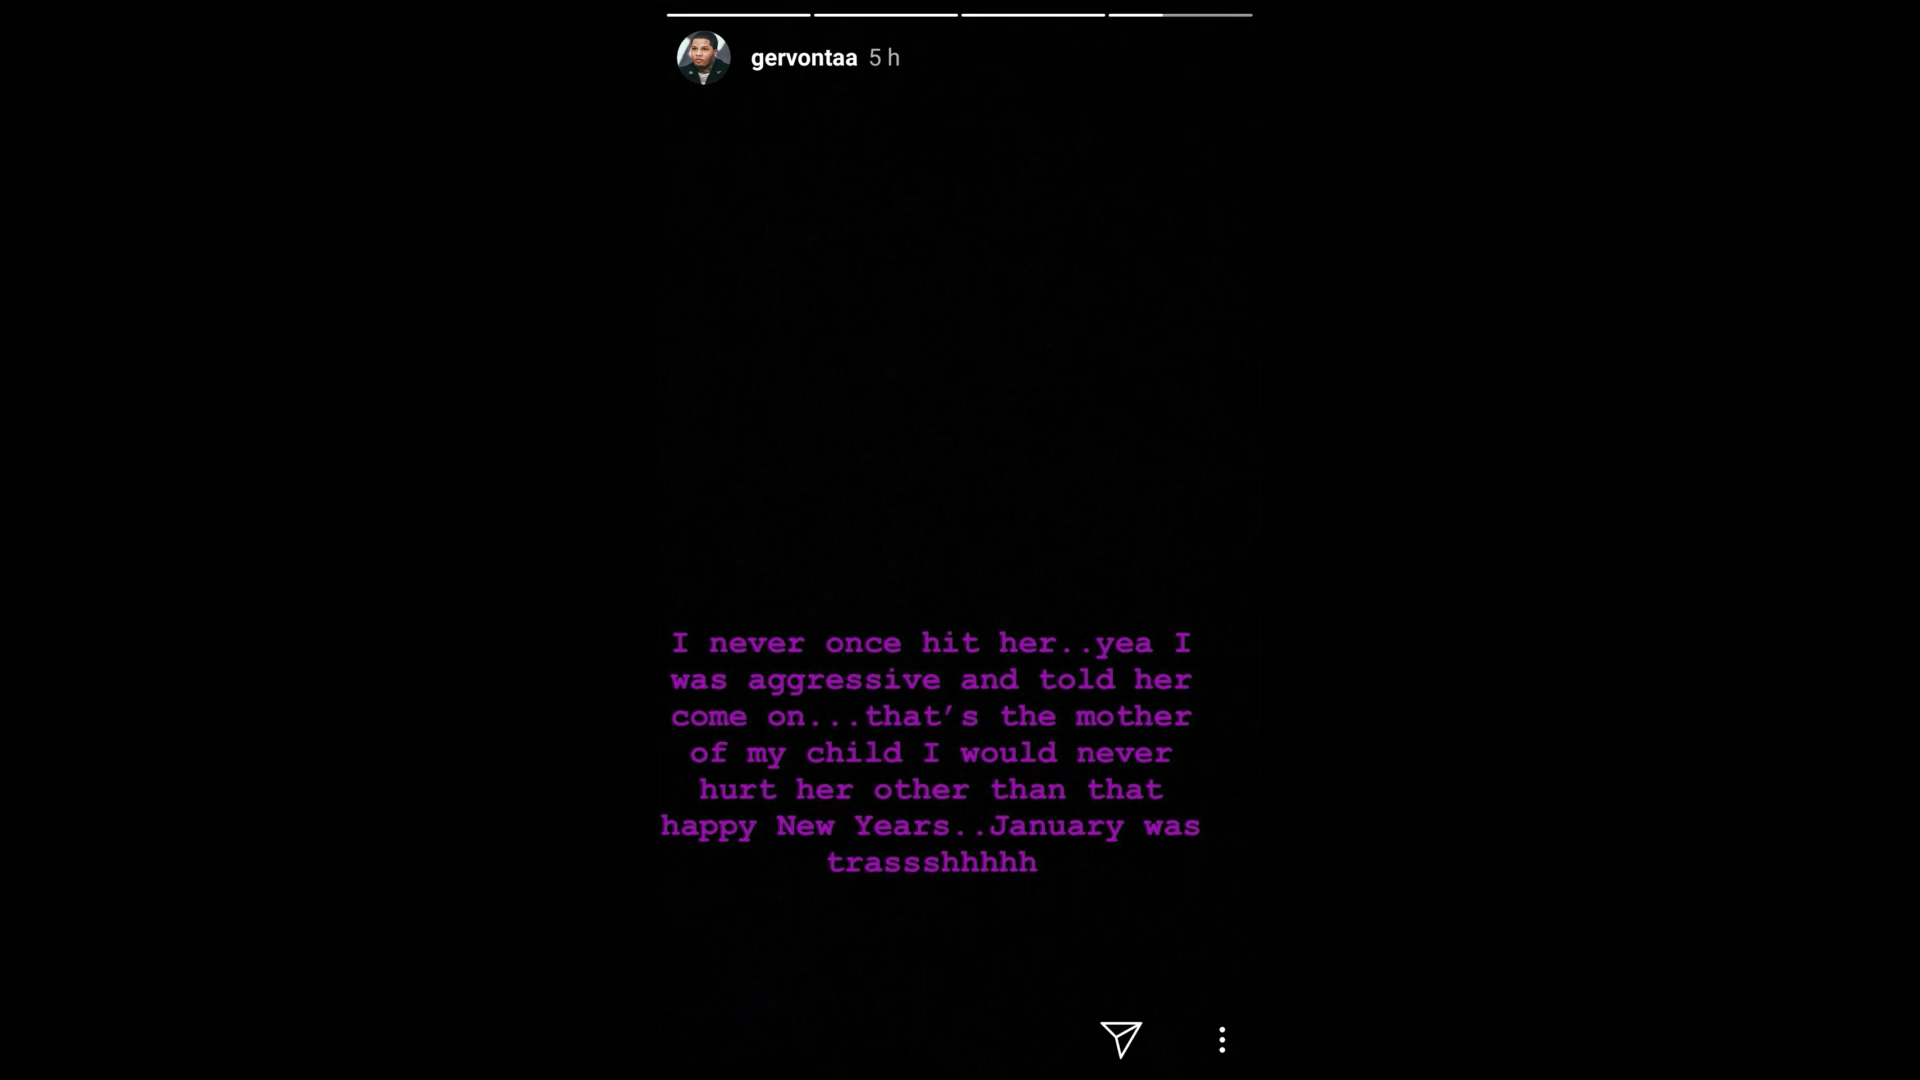 gervontaa 5 h
I never once hit her..yea I
was aggressive and told her
come on...that’s the mother
of my child I would never
hurt her other than that
happy New Years..January was
trassshhhhh